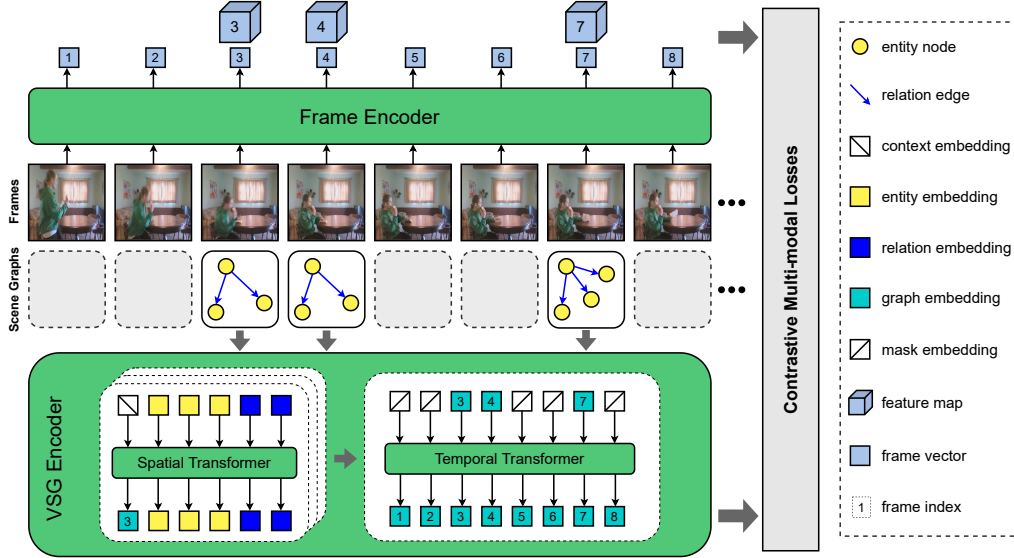 3 4 7
1 2 3 4 5 6 7 8
Frame Encoder
Frames
•••
Scene Graphs
•••
VSG Encoder
3 4 7
Spatial Transformer
Temporal Transformer
3
1 2 3 4 5 6 7 8
Contrastive Multi-modal Losses
entity node
relation edge
context embedding
entity embedding
relation embedding
graph embedding
mask embedding
feature map
frame vector
1 frame index